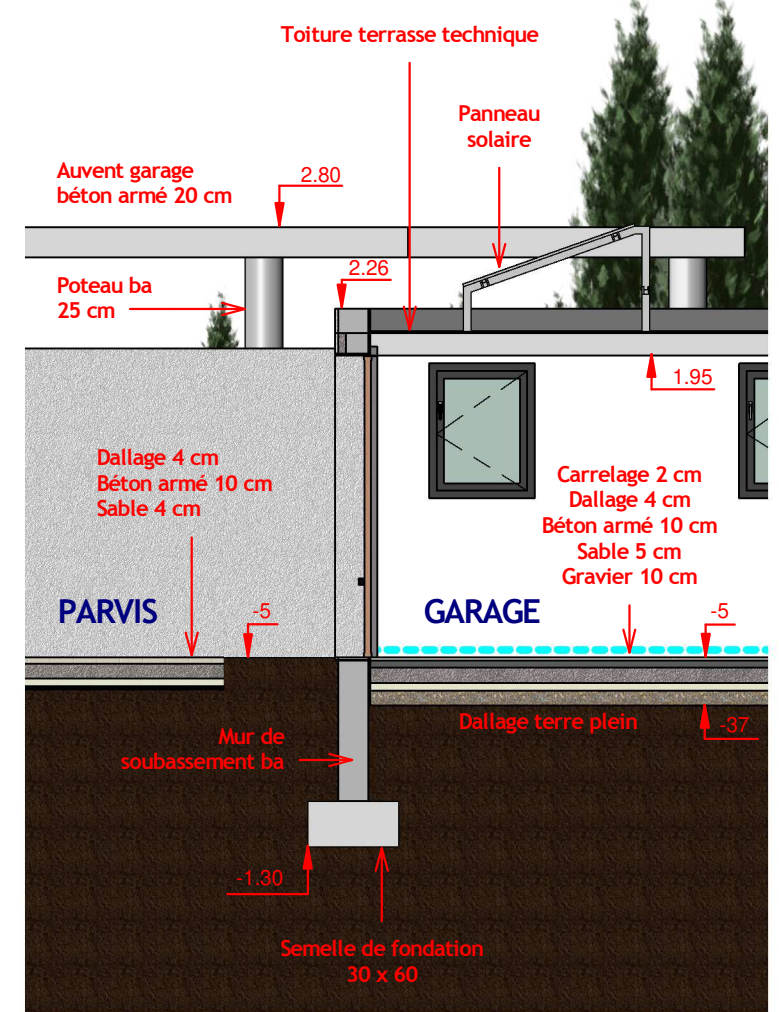 Toiture terrasse technique
Panneau
solaire
Auvent garage
béton armé 20 cm
2.80
2.26
Poteau ba
25 cm
1.95
Dallage 4 cm
Béton armé 10 cm
Sable 4 cm
Carrelage 2 cm
Dallage 4 cm
Béton armé 10 cm
Sable 5 cm
Gravier 10 cm
PARVIS
-5
GARAGE
-5
Dallage terre plein
-37
Mur de
soubassement ba
-1.30
Semelle de fondation
30 x 60